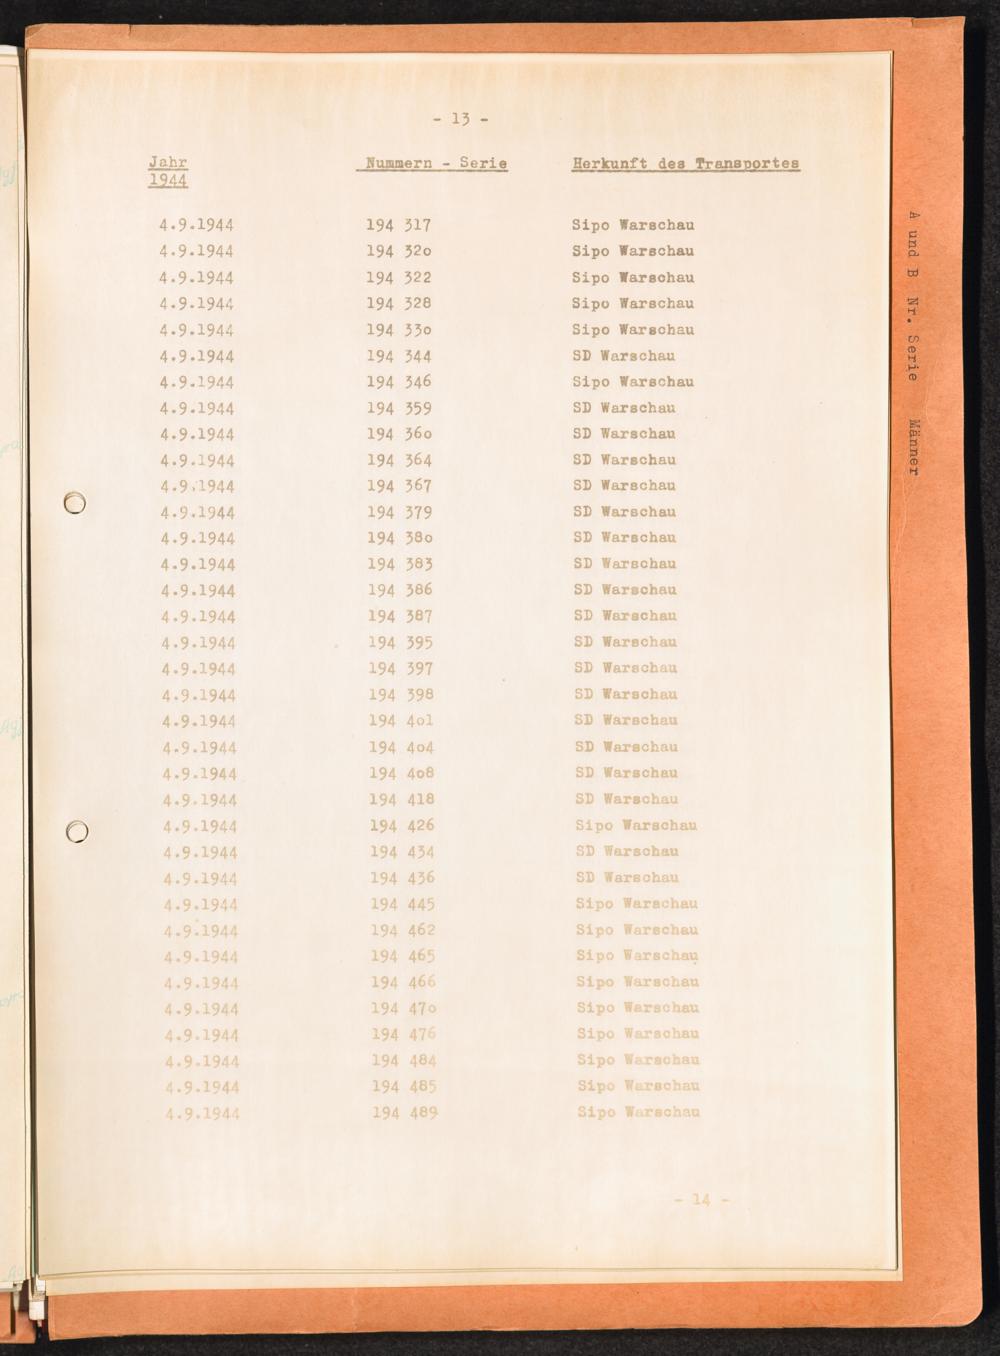 - 13 -
Jahr Nummern - Serie Herkunft des Transportes
1944
4.9.1944 194 317 Sipo Warschau
4.9.1944 194 32o Sipo Warschau
4.9.1944 194 322 Sipo Warschau
4.9.1944 194 328 Sipo Warschau
4.9.1944 194 33o Sipo Warschau
4.9.1944 194 344 SD Warschau
4.9.1944 194 346 Sipo Warschau
4.9.1944 194 359 SD Warschau
4.9.1944 194 36o SD Warschau
4.9.1944 194 364 SD Warschau
4.9.1944 194 367 SD Warschau
4.9.1944 194 379 SD Warschau
4.9.1944 194 38o SD Warschau
4.9.1944 194 383 SD Warschau
4.9.1944 194 386 SD Warschau
4.9.1944 194 387 SD Warschau
4.9.1944 194 395 SD Warschau
4.9.1944 194 397 SD Warschau
4.9.1944 194 398 SD Warschau
4.9.1944 194 4o1 SD Warschau
4.9.1944 194 4o4 SD Warschau
4.9.1944 194 4o8 SD Warschau
4.9.1944 194 418 SD Warschau
4.9.1944 194 426 Sipo Warschau
4.9.1944 194 434 SD Warschau
4.9.1944 194 436 SD Warschau
4.9.1944 194 445 Sipo Warschau
4.9.1944 194 462 Sipo Warschau
4.9.1944 194 465 Sipo Warschau
4.9.1944 194 466 Sipo Warschau
4.9.1944 194 47o Sipo Warschau
4.9.1944 194 476 Sipo Warschau
4.9.1944 194 484 Sipo Warschau
4.9.1944 194 485 Sipo Warschau
4.9.1944 194 489 Sipo Warschau
- 14 -
A und B Nr. Serie Männer